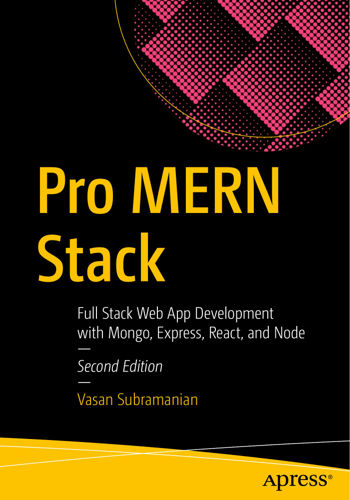 Pro MERN
Stack
Full Stack Web App Development
with Mongo, Express, React, and Node
—
Second Edition
—
Vasan Subramanian
Apress®